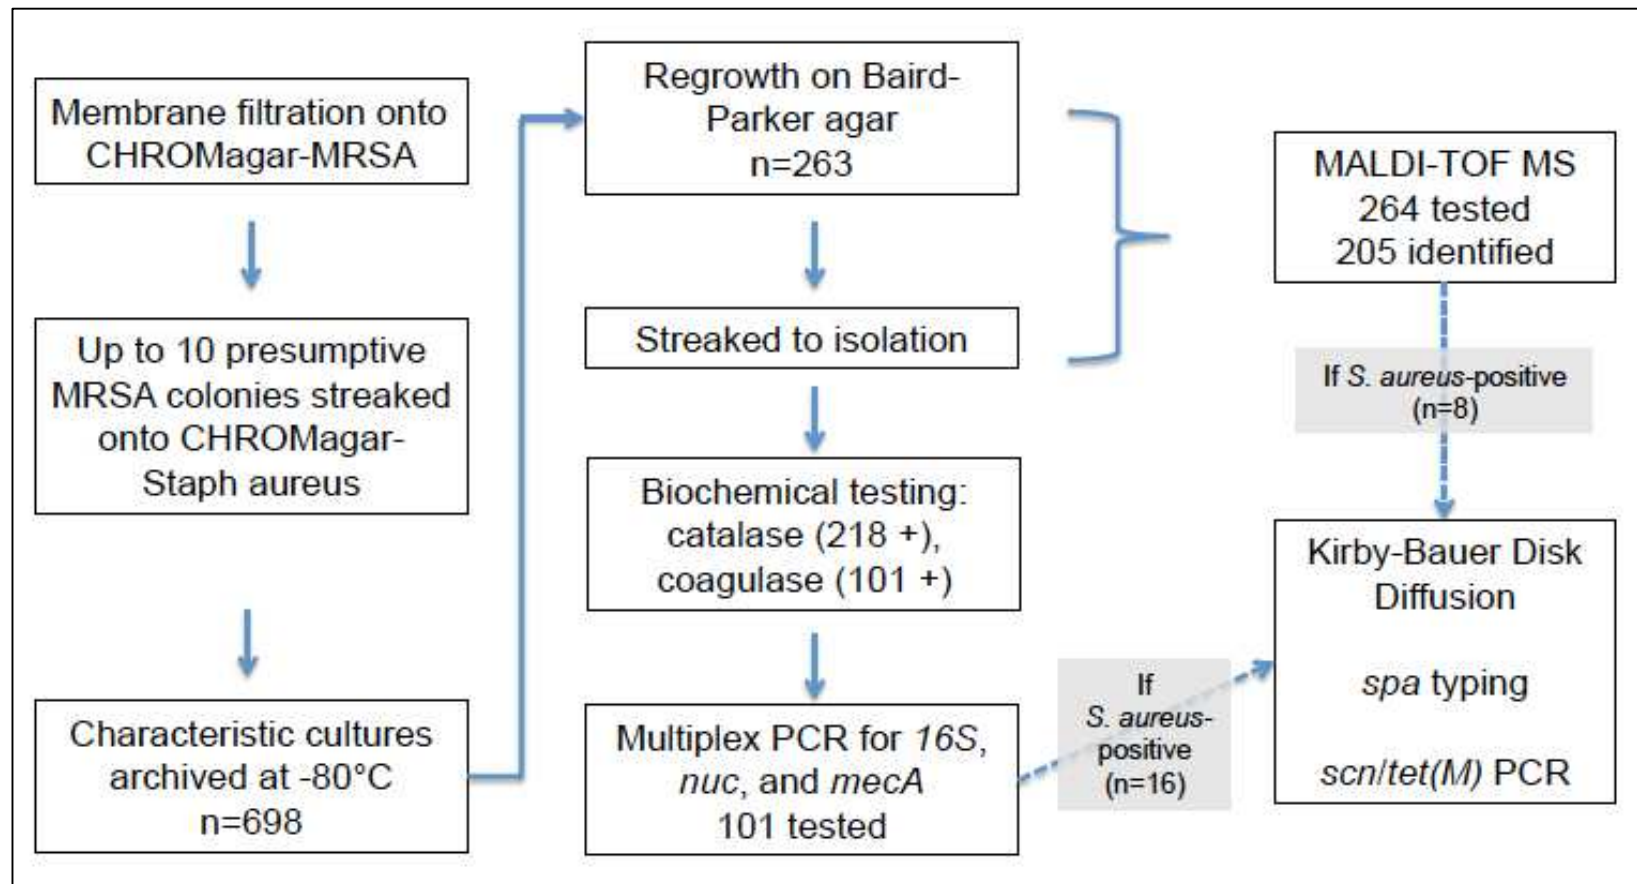 Membrane filtration onto
CHROMagar-MRSA
Up to 10 presumptive
MRSA colonies streaked
onto CHROMagar-
Staph aureus
Characteristic cultures
archived at -80°C
n=698
Regrowth on Baird-
Parker agar
n=263
Streaked to isolation
Biochemical testing:
catalase (218 +),
coagulase (101 +)
Multiplex PCR for 16S,
nuc, and mecA
101 tested
If
S. aureus-
positive
(n=16)
MALDI-TOF MS
264 tested
205 identified
If S. aureus-positive
(n=8)
Kirby-Bauer Disk
Diffusion
spa typing
scn/tet(M) PCR